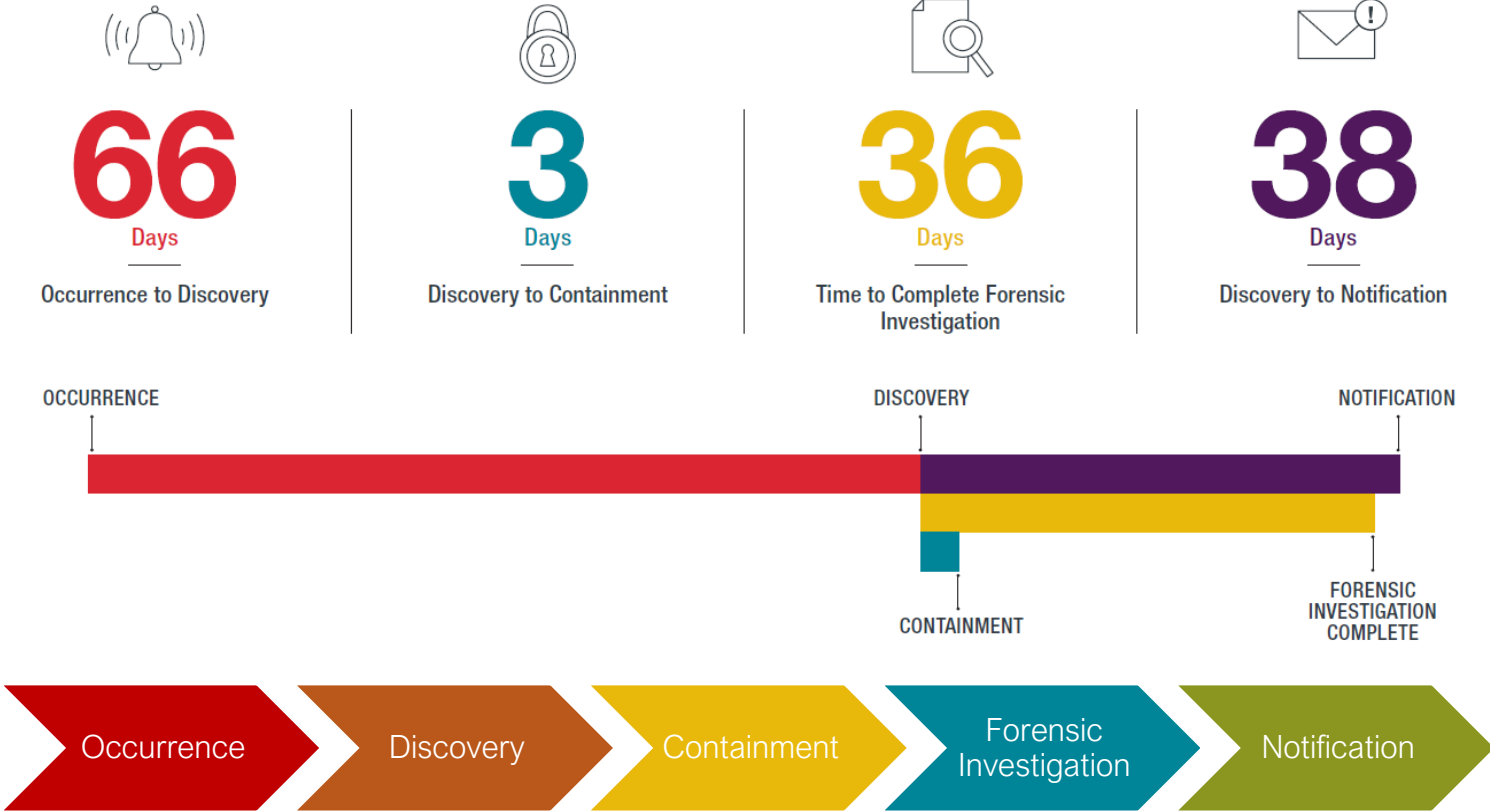 !
66
Days
Occurrence to Discovery
3
Days
Discovery to Containment
36
Days
Time to Complete Forensic
Investigation
38
Days
Discovery to Notification
OCCURRENCE
DISCOVERY
NOTIFICATION
CONTAINMENT
FORENSIC
INVESTIGATION
COMPLETE
Occurrence
Discovery
Containment
Forensic
Investigation
Notification